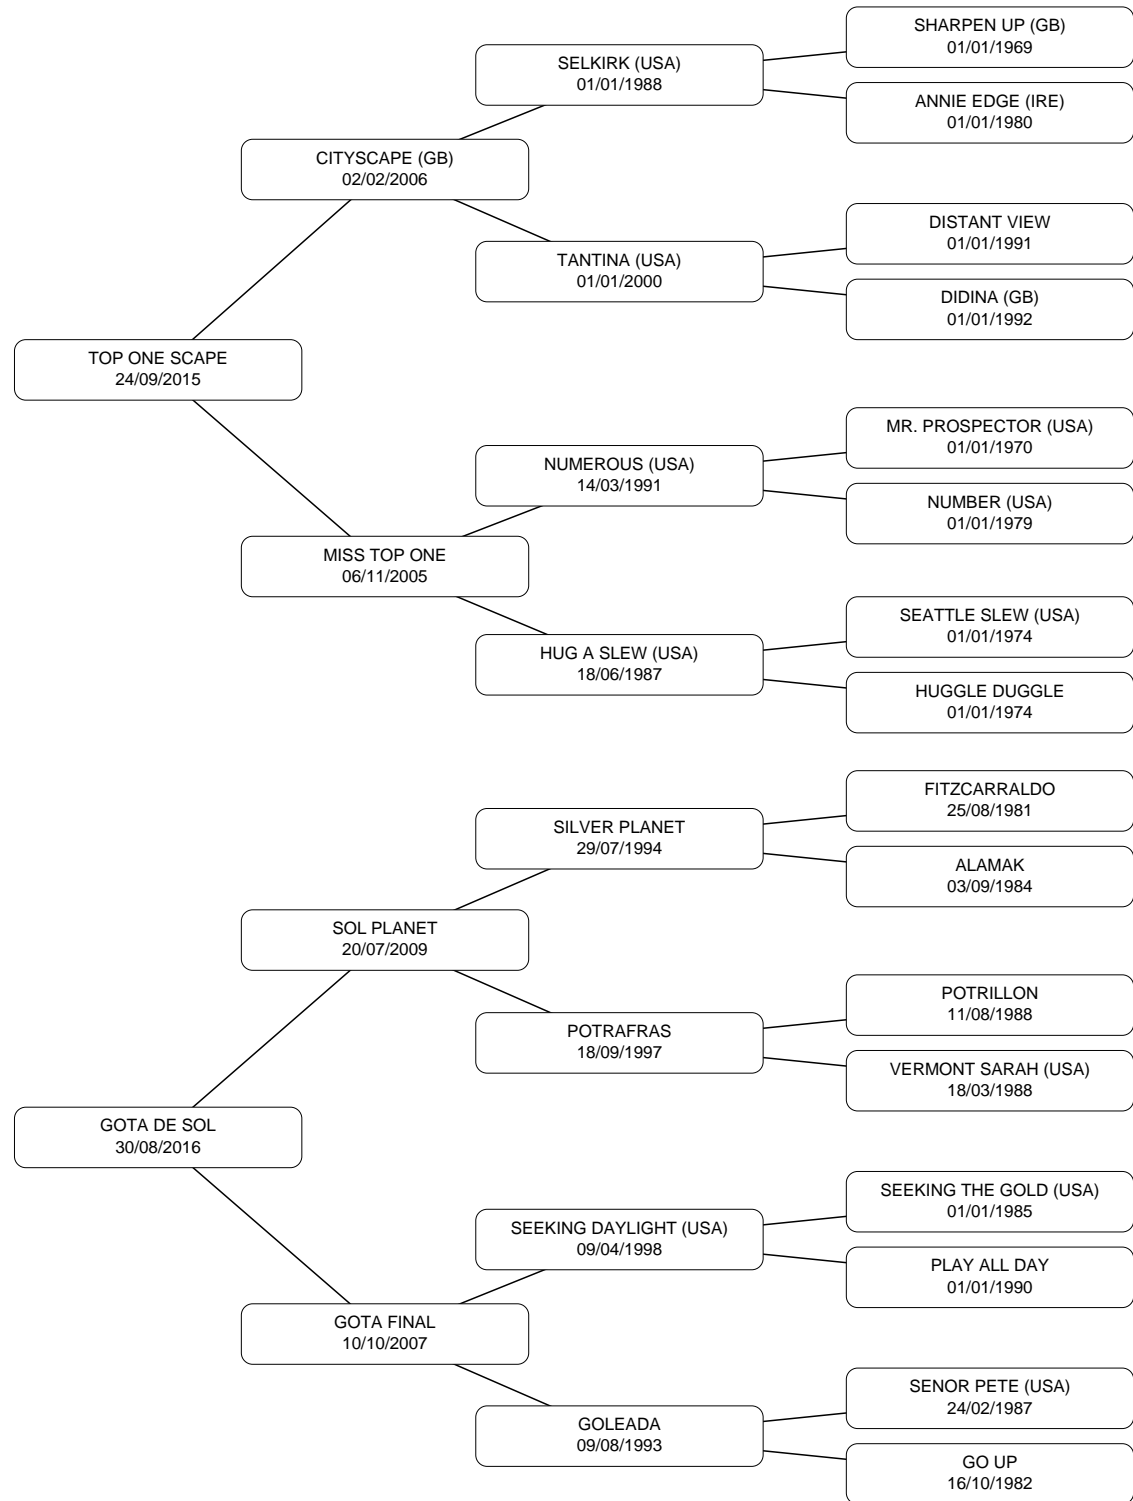 SHARPEN UP (GB)
01/01/1969
SELKIRK (USA)
01/01/1988
ANNIE EDGE (IRE)
01/01/1980
CITYSCAPE (GB)
02/02/2006
DISTANT VIEW
01/01/1991
TANTINA (USA)
01/01/2000
DIDINA (GB)
01/01/1992
TOP ONE SCAPE
24/09/2015
MR. PROSPECTOR (USA)
01/01/1970
NUMEROUS (USA)
14/03/1991
NUMBER (USA)
01/01/1979
MISS TOP ONE
06/11/2005
SEATTLE SLEW (USA)
01/01/1974
HUG A SLEW (USA)
18/06/1987
HUGGLE DUGGLE
01/01/1974
FITZCARRALDO
25/08/1981
SILVER PLANET
29/07/1994
ALAMAK
03/09/1984
SOL PLANET
20/07/2009
POTRILLON
11/08/1988
POTRAFRAS
18/09/1997
VERMONT SARAH (USA)
18/03/1988
GOTA DE SOL
30/08/2016
SEEKING THE GOLD (USA)
01/01/1985
SEEKING DAYLIGHT (USA)
09/04/1998
PLAY ALL DAY
01/01/1990
GOTA FINAL
10/10/2007
SENOR PETE (USA)
24/02/1987
GOLEADA
09/08/1993
GO UP
16/10/1982